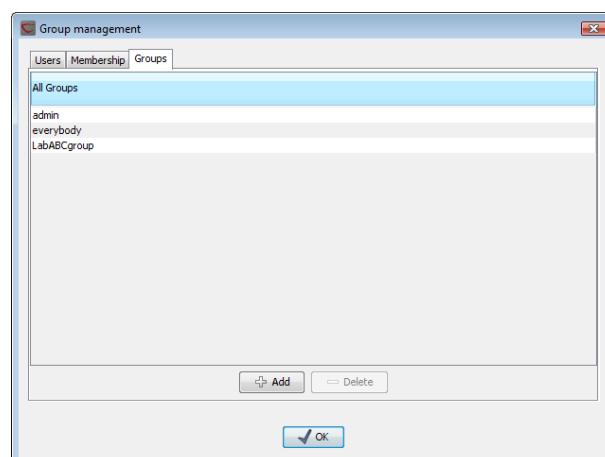 Group management
Users Membership Groups
All Groups
admin
everybody
LabABCgroup
Add Delete
OK